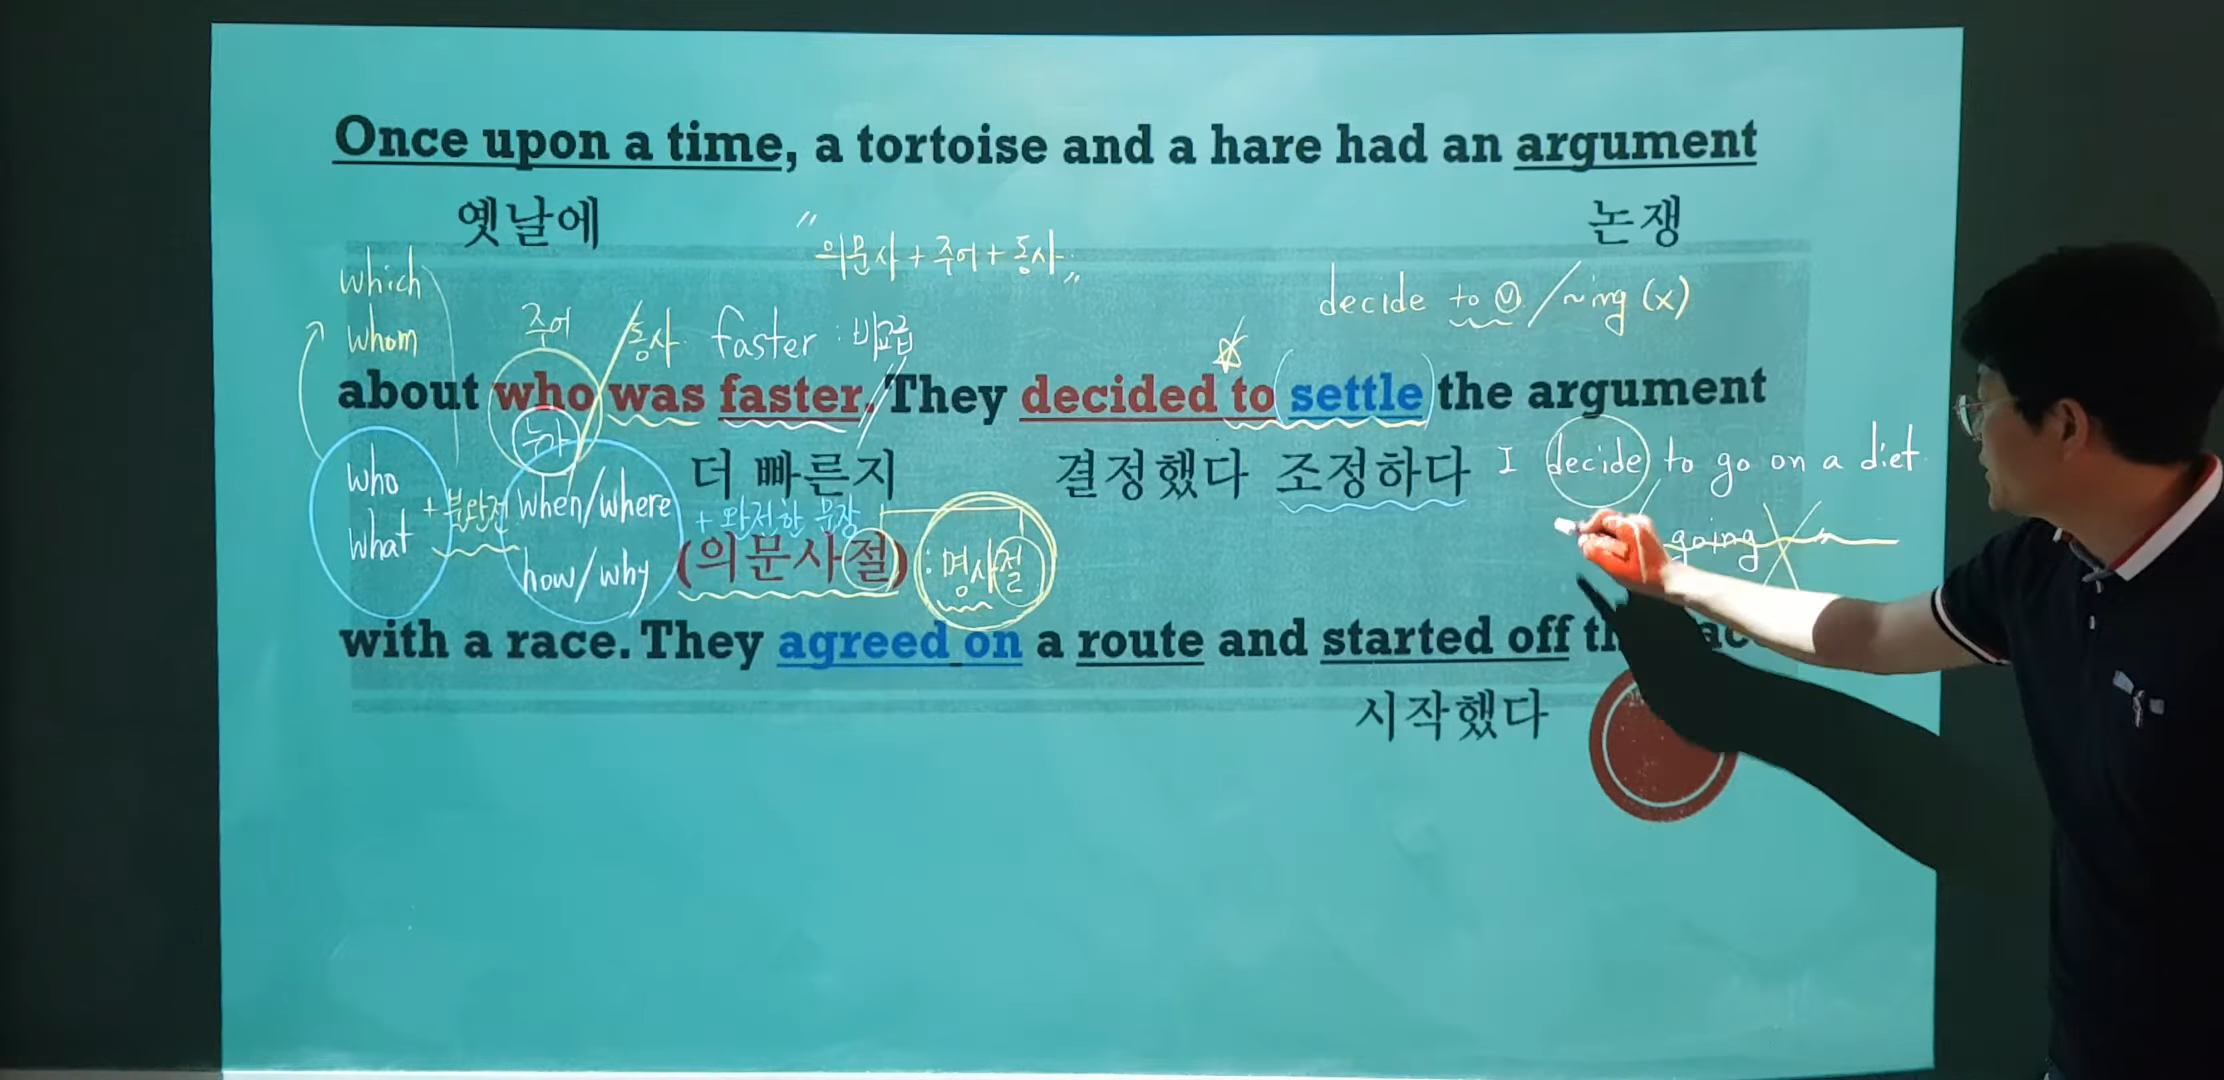 Once upon a time, a tortoise and a hare had an argument
옛날에 논쟁
"의문사+주어+동사"
which
whom
주어 동사 faster : 비교급
decide to ⓥ / ~ing (x)
about who was faster. They decided to settle the argument
누가
더 빠른지 결정했다 조정하다
I decide to go on a diet.
who
what
+ 불완전
when/where
how/why
+ 완전한 문장
(의문사절) : 명사절
going
with a race. They agreed on a route and started off
시작했다